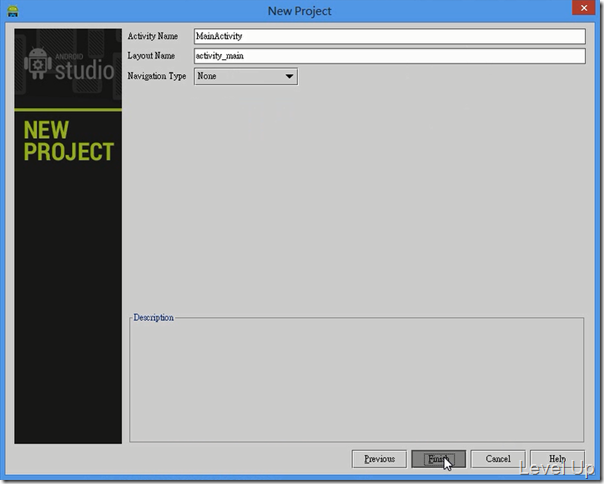 New Project
ANDROID
studio
NEW
PROJECT
Activity Name MainActivity
Layout Name activity_main
Navigation Type None
Description
Previous Finish Cancel Help
Level Up